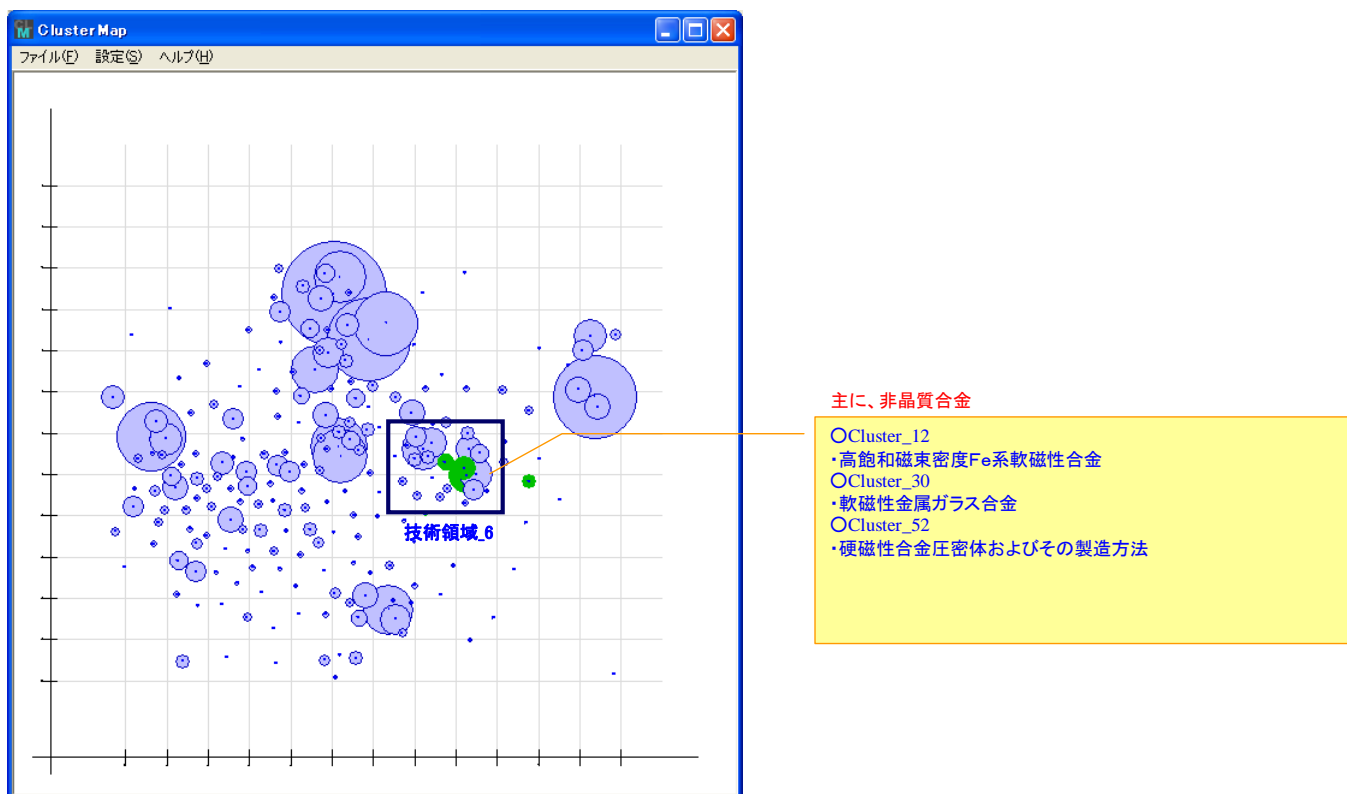 ClusterMap
ファイル(F) 設定(S) ヘルプ(H)
技術領域_6
主に、非晶質合金
○Cluster_12
・高飽和磁束密度Fe系軟磁性合金
○Cluster_30
・軟磁性金属ガラス合金
○Cluster_52
・硬磁性合金圧密体およびその製造方法